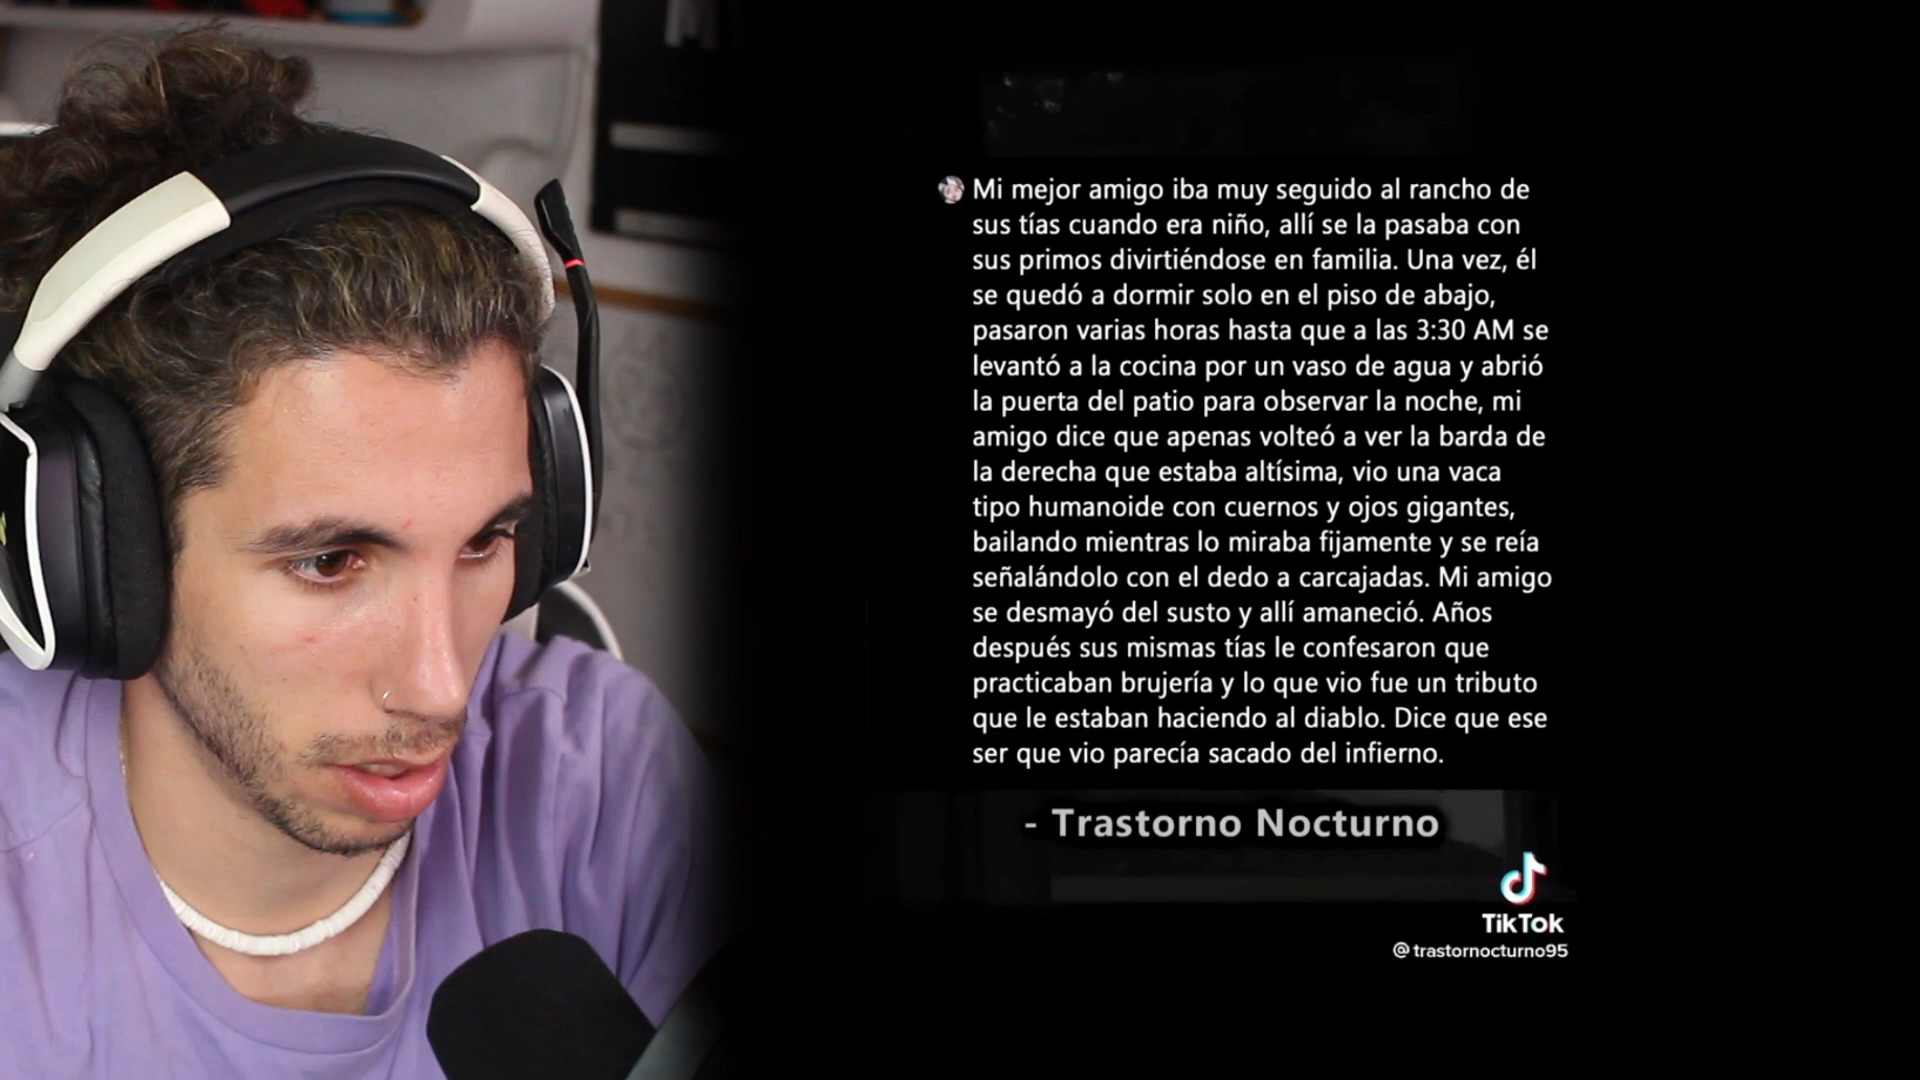 Mi mejor amigo iba muy seguido al rancho de
sus tías cuando era niño, allí se la pasaba con
sus primos divirtiéndose en familia. Una vez, él
se quedó a dormir solo en el piso de abajo,
pasaron varias horas hasta que a las 3:30 AM se
levantó a la cocina por un vaso de agua y abrió
la puerta del patio para observar la noche, mi
amigo dice que apenas volteó a ver la barda de
la derecha que estaba altísima, vio una vaca
tipo humanoide con cuernos y ojos gigantes,
bailando mientras lo miraba fijamente y se reía
señalándolo con el dedo a carcajadas. Mi amigo
se desmayó del susto y allí amaneció. Años
después sus mismas tías le confesaron que
practicaban brujería y lo que vio fue un tributo
que le estaban haciendo al diablo. Dice que ese
ser que vio parecía sacado del infierno.
- Trastorno Nocturno
TikTok
@trastornocturno95